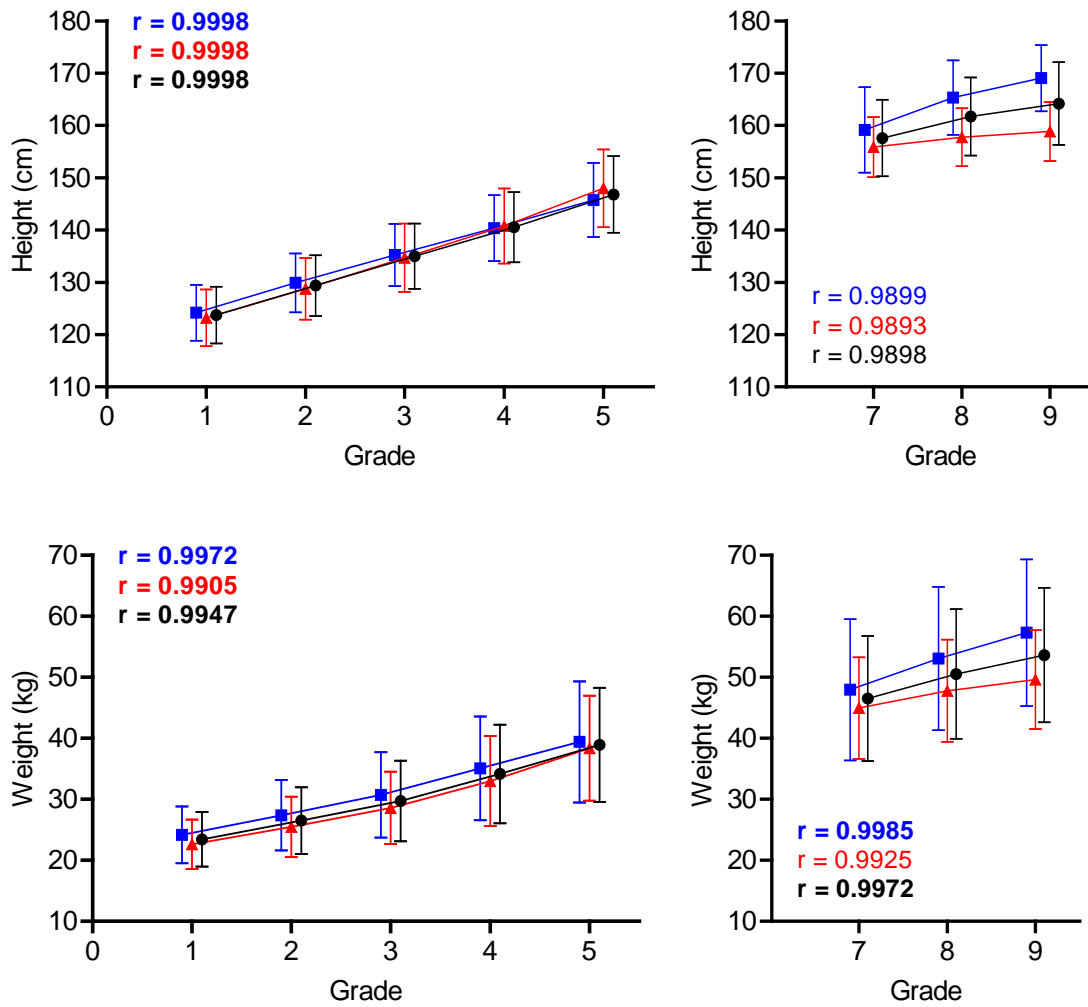 180
170
160
150
140
130
120
110
Height (cm)
r = 0.9998
r = 0.9998
r = 0.9998
0 1 2 3 4 5
Grade
180
170
160
150
140
130
120
110
Height (cm)
r = 0.9899
r = 0.9893
r = 0.9898
7 8 9
Grade
70
60
50
40
30
20
10
Weight (kg)
r = 0.9972
r = 0.9905
r = 0.9947
0 1 2 3 4 5
Grade
70
60
50
40
30
20
10
Weight (kg)
r = 0.9985
r = 0.9925
r = 0.9972
7 8 9
Grade